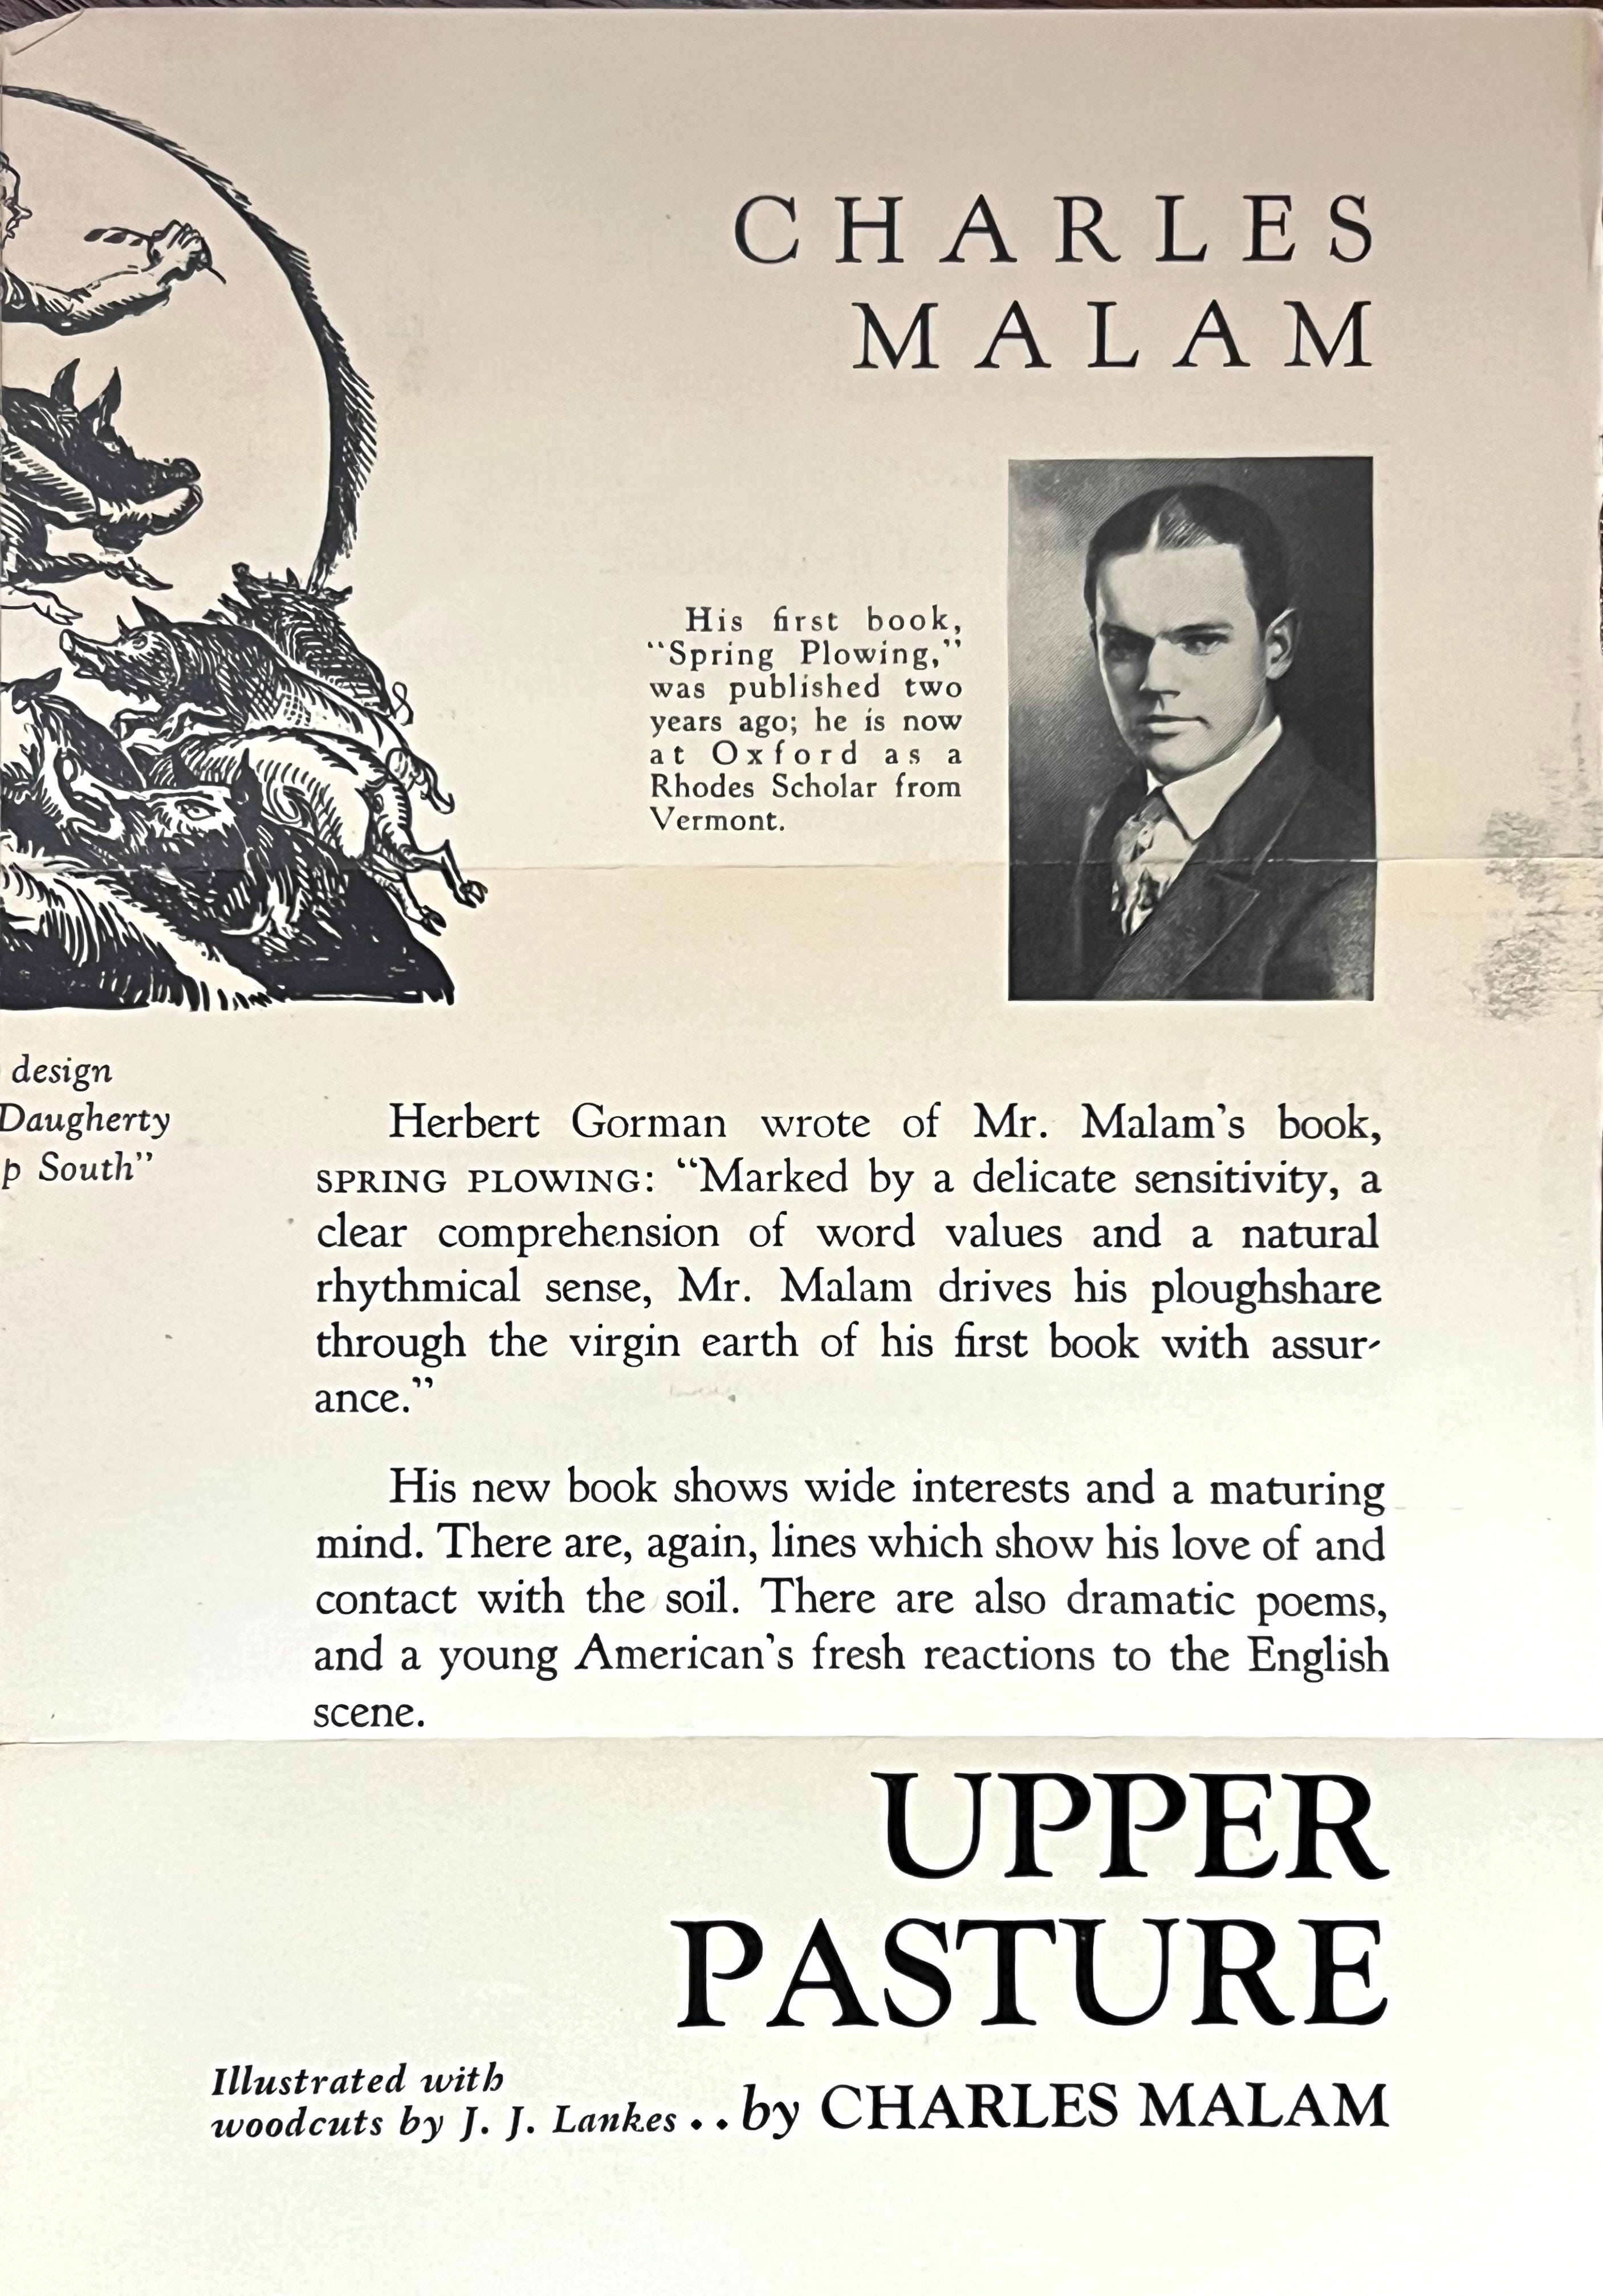 CHARLES
MALAM
His first book,
“Spring Plowing,”
was published two
years ago; he is now
at Oxford as a
Rhodes Scholar from
Vermont.
design
Daugherty
p South”
Herbert Gorman wrote of Mr. Malam’s book,
SPRING PLOWING: “Marked by a delicate sensitivity, a
clear comprehension of word values and a natural
rhythmical sense, Mr. Malam drives his ploughshare
through the virgin earth of his first book with assur-
ance.”
His new book shows wide interests and a maturing
mind. There are, again, lines which show his love of and
contact with the soil. There are also dramatic poems,
and a young American’s fresh reactions to the English
scene.
UPPER
PASTURE
Illustrated with
woodcuts by J. J. Lankes . . by CHARLES MALAM